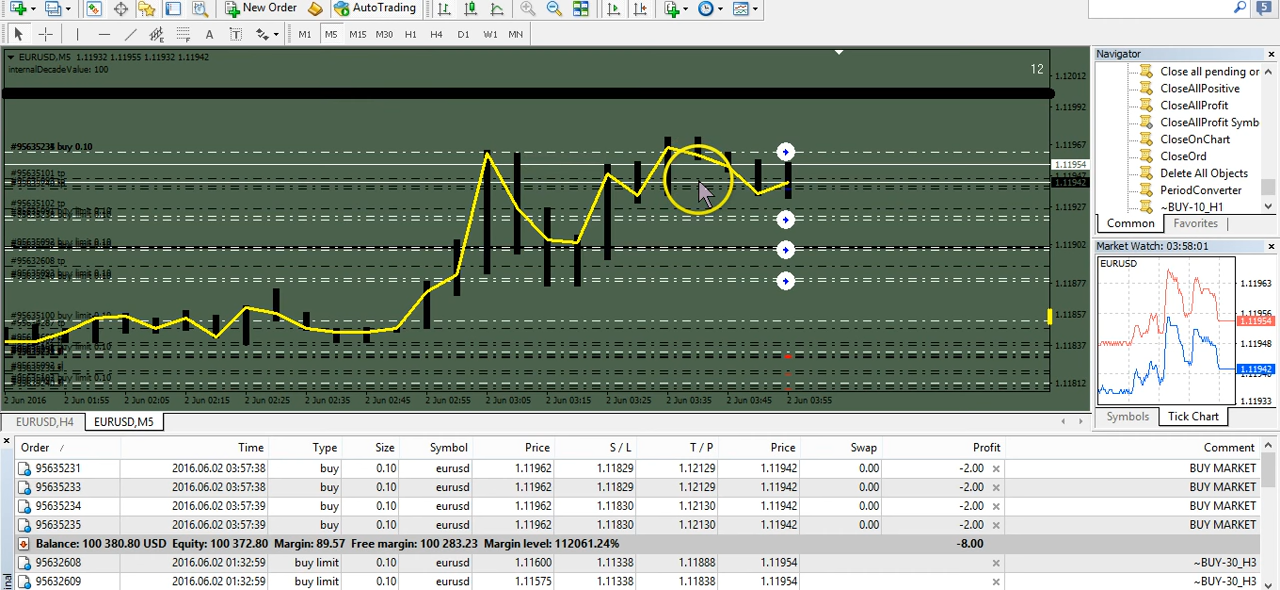 New Order AutoTrading
A T M1 M5 M15 M30 H1 H4 D1 W1 MN
EURUSD,M5 1.11932 1.11955 1.11932 1.11942
internalDecadeValue: 100
12
1.12012
1.11992
1.11967
1.11954
1.11942
1.11927
1.11902
1.11877
1.11857
1.11837
1.11812
buy 0.10
#95635101 tp
#95635102 tp
#95632608 tp
#95635100 buy limit 0.10
2 Jun 2016 2 Jun 01:55 2 Jun 02:05 2 Jun 02:15 2 Jun 02:25 2 Jun 02:35 2 Jun 02:45 2 Jun 02:55 2 Jun 03:05 2 Jun 03:15 2 Jun 03:25 2 Jun 03:35 2 Jun 03:45 2 Jun 03:55
EURUSD,H4 EURUSD,M5
Navigator
Close all pending or
CloseAllPositive
CloseAllProfit
CloseAllProfit Symb
CloseOnChart
CloseOrd
Delete All Objects
PeriodConverter
~BUY-10_H1
Common Favorites
Market Watch: 03:58:01
EURUSD
1.11963
1.11956
1.11954
1.11948
1.11942
1.11933
Symbols Tick Chart
Order / Time Type Size Symbol Price S / L T / P Price Swap Profit Comment
95635231 2016.06.02 03:57:38 buy 0.10 eurusd 1.11962 1.11829 1.12129 1.11942 0.00 -2.00 BUY MARKET
95635233 2016.06.02 03:57:38 buy 0.10 eurusd 1.11962 1.11829 1.12129 1.11942 0.00 -2.00 BUY MARKET
95635234 2016.06.02 03:57:39 buy 0.10 eurusd 1.11962 1.11830 1.12130 1.11942 0.00 -2.00 BUY MARKET
95635235 2016.06.02 03:57:39 buy 0.10 eurusd 1.11962 1.11830 1.12130 1.11942 0.00 -2.00 BUY MARKET
Balance: 100 380.80 USD Equity: 100 372.80 Margin: 89.57 Free margin: 100 283.23 Margin level: 112061.24% -8.00
95632608 2016.06.02 01:32:59 buy limit 0.10 eurusd 1.11600 1.11338 1.11888 1.11954 ~BUY-30_H3
95632609 2016.06.02 01:32:59 buy limit 0.10 eurusd 1.11575 1.11338 1.11838 1.11954 ~BUY-30_H3